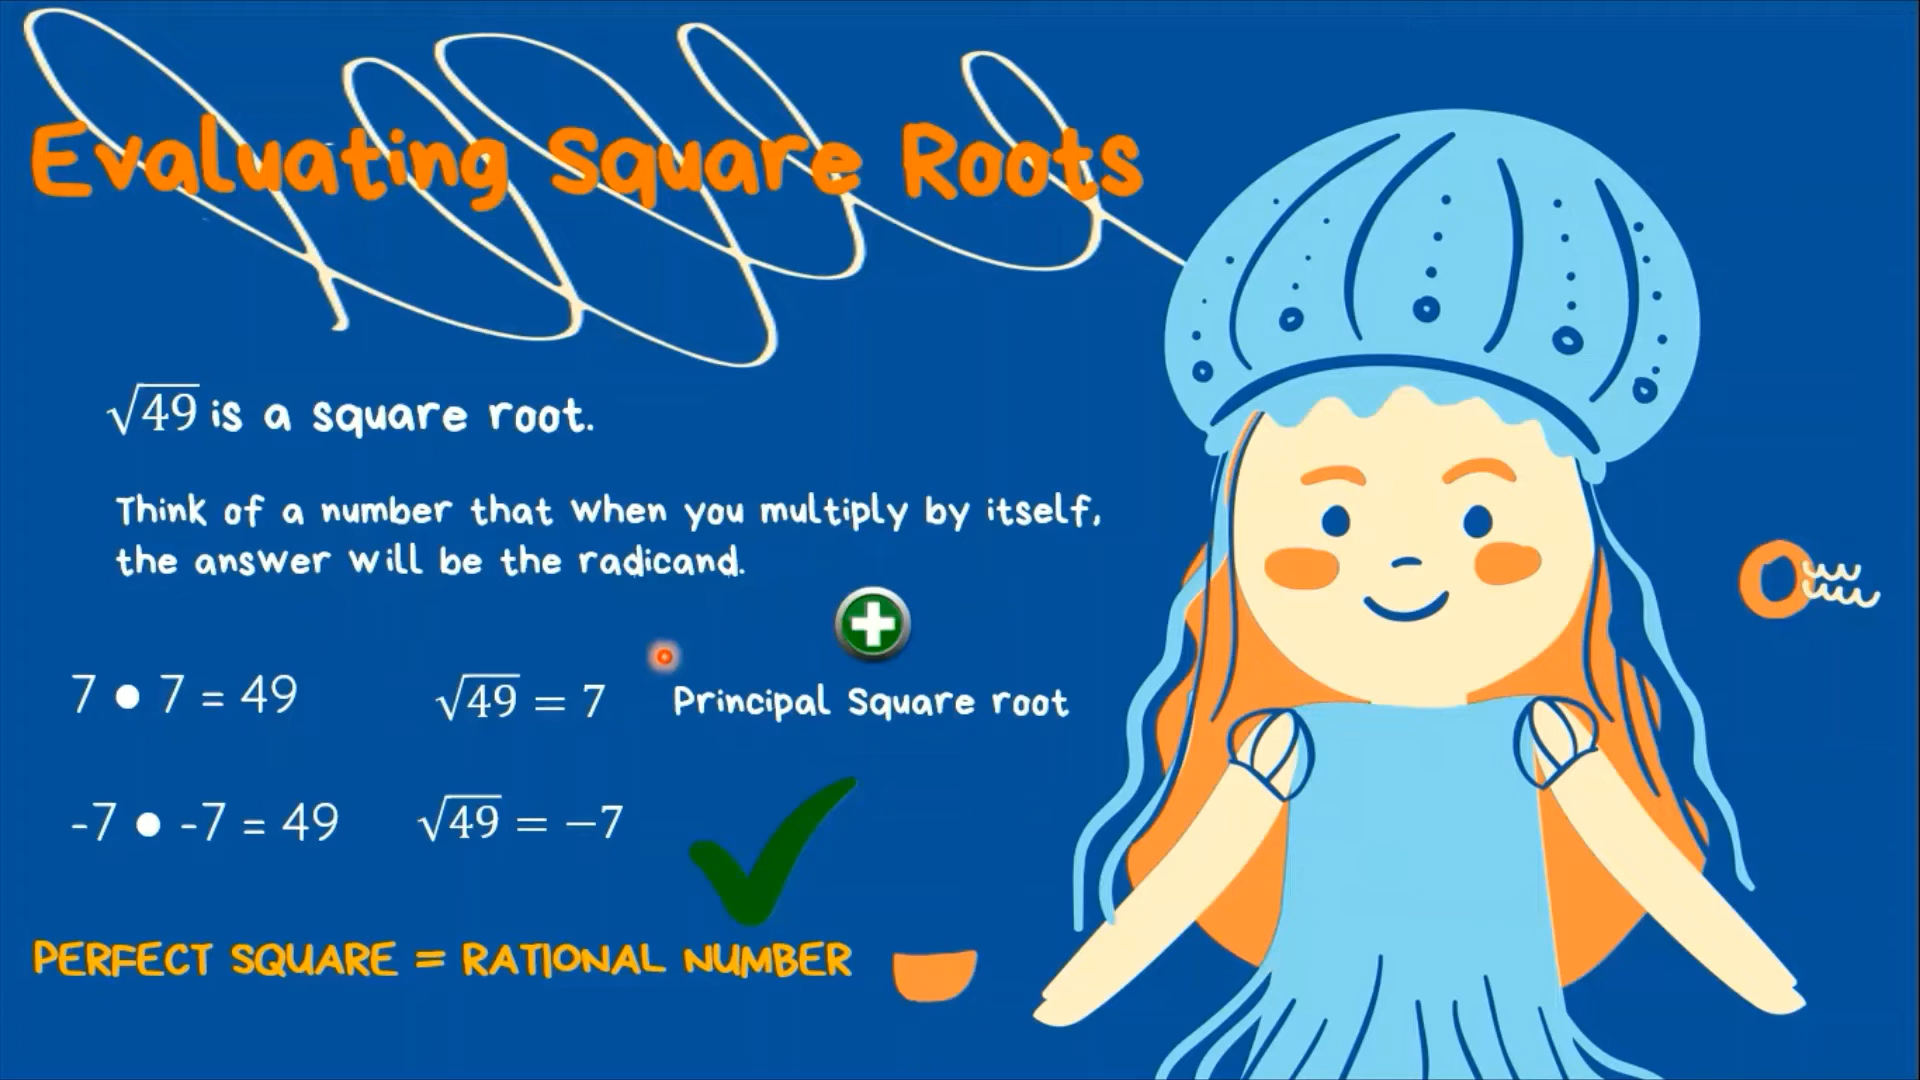 Evaluating Square Roots
√49 is a square root.
Think of a number that when you multiply by itself,
the answer will be the radicand.
7 • 7 = 49
√49 = 7
Principal Square root
-7 • -7 = 49
√49 = −7
PERFECT SQUARE = RATIONAL NUMBER